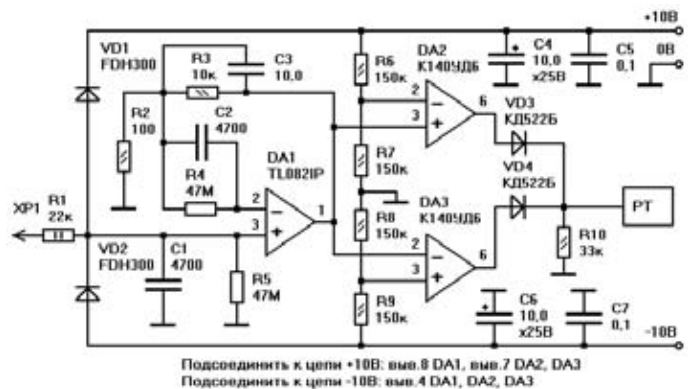 +10В
VD1
FDH300
R3
10к
C3
10,0
R6
150к
DA2
К140УД6
C4
10,0
х25В
C5
0,1
0В
R2
100
C2
4700
2
3
6
VD3
КД522Б
R4
47М
DA1
TL082IP
R7
150к
VD4
КД522Б
XP1
R1
22к
2
3
1
DA3
К140УД6
РТ
R8
150к
VD2
FDH300
C1
4700
R5
47М
2
3
6
R10
33к
R9
150к
C6
10,0
х25В
C7
0,1
-10В
Подсоединить к цепи +10В: выв.8 DA1, выв.7 DA2, DA3
Подсоединить к цепи -10В: выв.4 DA1, DA2, DA3